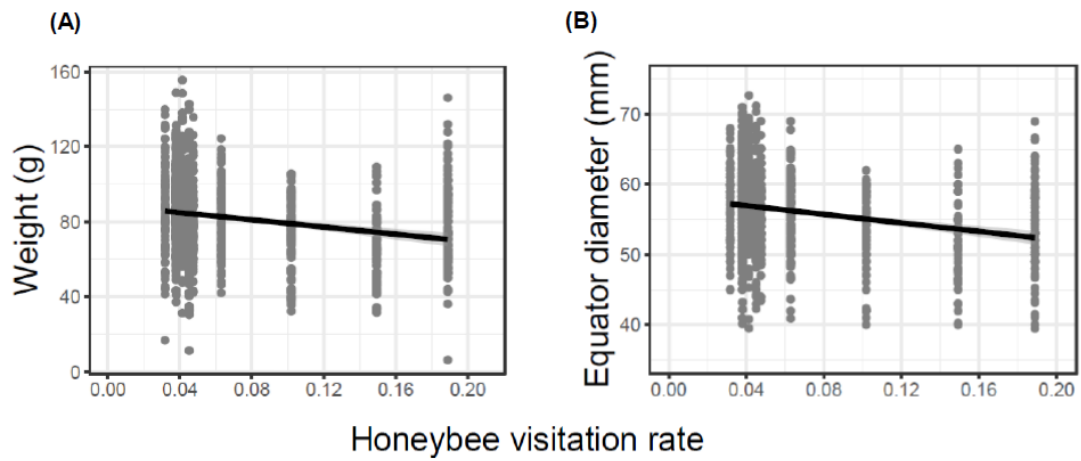 (A)
Weight (g)
160
120
80
40
0
0.00 0.04 0.08 0.12 0.16 0.20
(B)
Equator diameter (mm)
70
60
50
40
0.00 0.04 0.08 0.12 0.16 0.20
Honeybee visitation rate